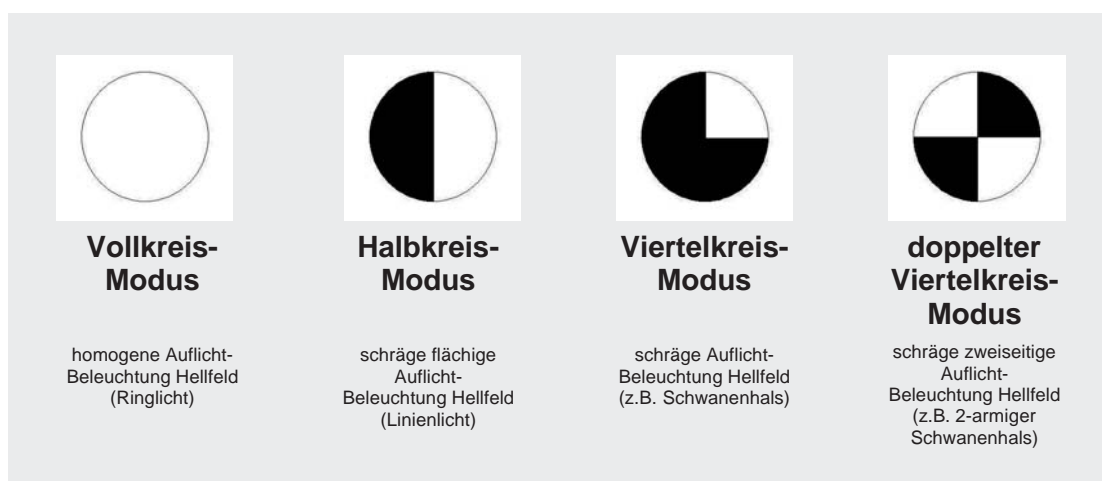 Vollkreis-
Modus
homogene Auflicht-
Beleuchtung Hellfeld
(Ringlicht)
Halbkreis-
Modus
schräge flächige
Auflicht-
Beleuchtung Hellfeld
(Linienlicht)
Viertelkreis-
Modus
schräge Auflicht-
Beleuchtung Hellfeld
(z.B. Schwanenhals)
doppelter
Viertelkreis-
Modus
schräge zweiseitige
Auflicht-
Beleuchtung Hellfeld
(z.B. 2-armiger
Schwanenhals)